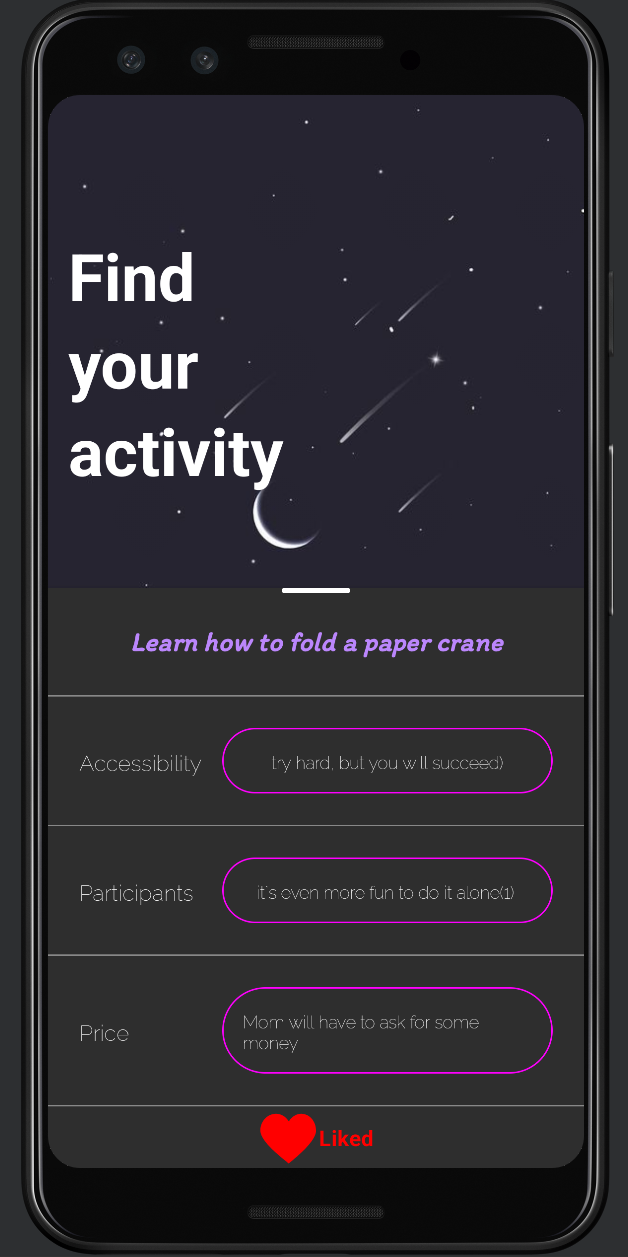 Find
your
activity
Learn how to fold a paper crane
Accessibility
try hard, but you will succeed)
Participants
it's even more fun to do it alone(1)
Price
Mom will have to ask for some
money
Liked